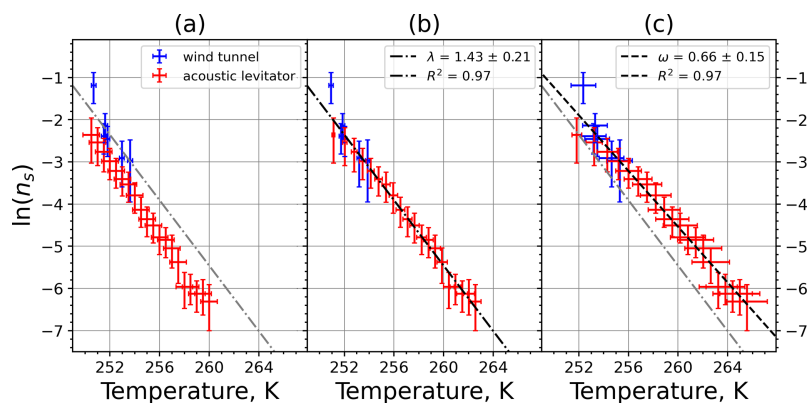 (a) (b) (c)
wind tunnel
acoustic levitator
λ = 1.43 ± 0.21
R² = 0.97
ω = 0.66 ± 0.15
R² = 0.97
ln(nₛ)
−1 −1
−2 −2
−3 −3
−4 −4
−5 −5
−6 −6
−7 −7
252 256 260 264 252 256 260 264 252 256 260 264
Temperature, K Temperature, K Temperature, K